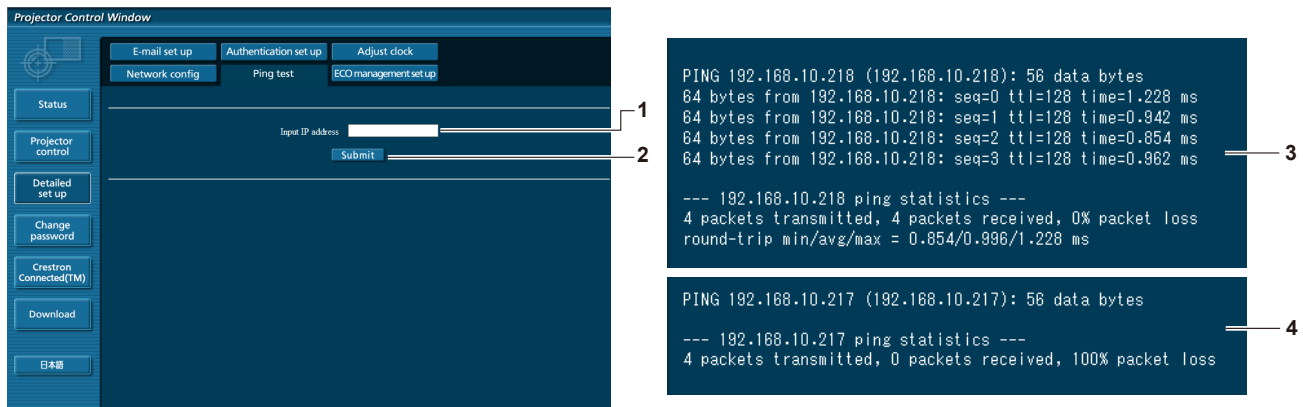 Projector Control Window
E-mail set up
Authentication set up
Adjust clock
Network config
Ping test
ECO management set up
Status
Projector
control
Detailed
set up
Change
password
Crestron
Connected(TM)
Download
日本語
Input IP address
Submit
1
2
PING 192.168.10.218 (192.168.10.218): 56 data bytes
64 bytes from 192.168.10.218: seq=0 ttl=128 time=1.228 ms
64 bytes from 192.168.10.218: seq=1 ttl=128 time=0.942 ms
64 bytes from 192.168.10.218: seq=2 ttl=128 time=0.854 ms
64 bytes from 192.168.10.218: seq=3 ttl=128 time=0.962 ms
--- 192.168.10.218 ping statistics ---
4 packets transmitted, 4 packets received, 0% packet loss
round-trip min/avg/max = 0.854/0.996/1.228 ms
3
PING 192.168.10.217 (192.168.10.217): 56 data bytes
--- 192.168.10.217 ping statistics ---
4 packets transmitted, 0 packets received, 100% packet loss
4